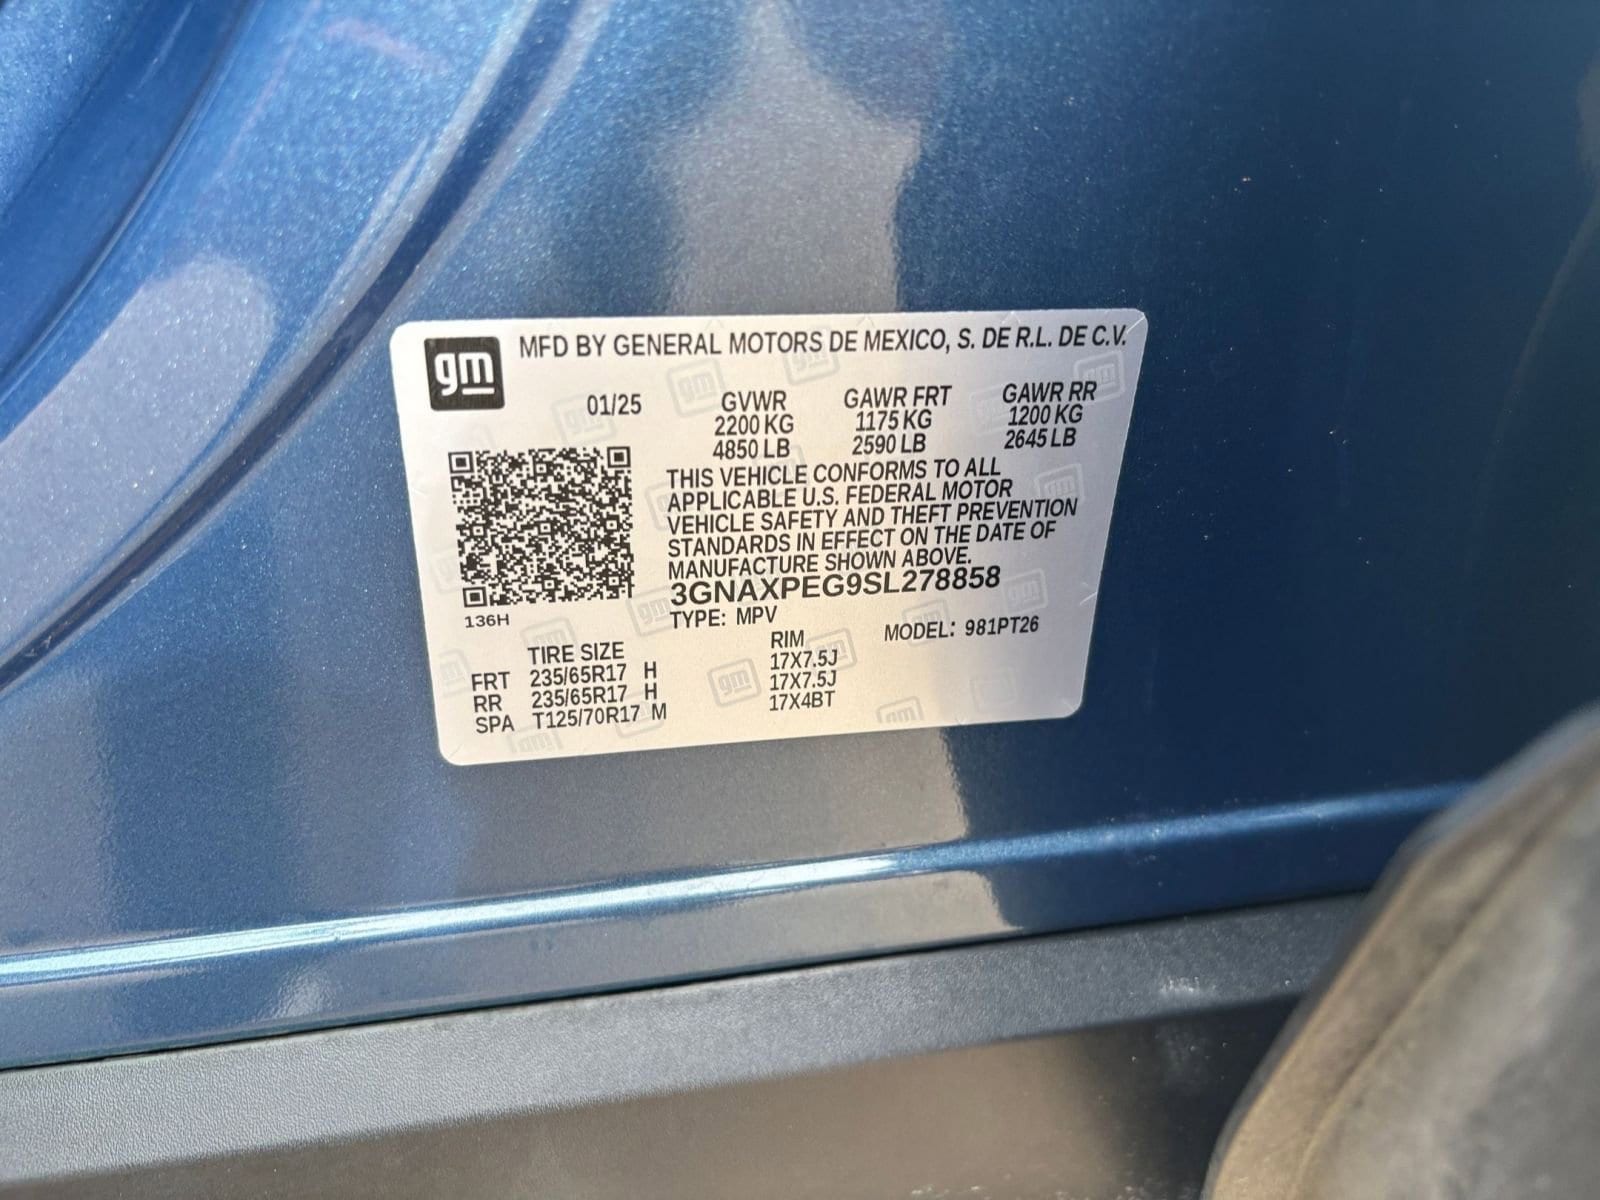 gm
MFD BY GENERAL MOTORS DE MEXICO, S. DE R.L. DE C.V.
01/25 GVWR GAWR FRT GAWR RR
2200 KG 1175 KG 1200 KG
4850 LB 2590 LB 2645 LB
THIS VEHICLE CONFORMS TO ALL
APPLICABLE U.S. FEDERAL MOTOR
VEHICLE SAFETY AND THEFT PREVENTION
STANDARDS IN EFFECT ON THE DATE OF
MANUFACTURE SHOWN ABOVE.
3GNAXPEG9SL278858
136H
TYPE: MPV MODEL: 981PT26
TIRE SIZE RIM
FRT 235/65R17 H 17X7.5J
RR 235/65R17 H 17X7.5J
SPA T125/70R17 M 17X4BT